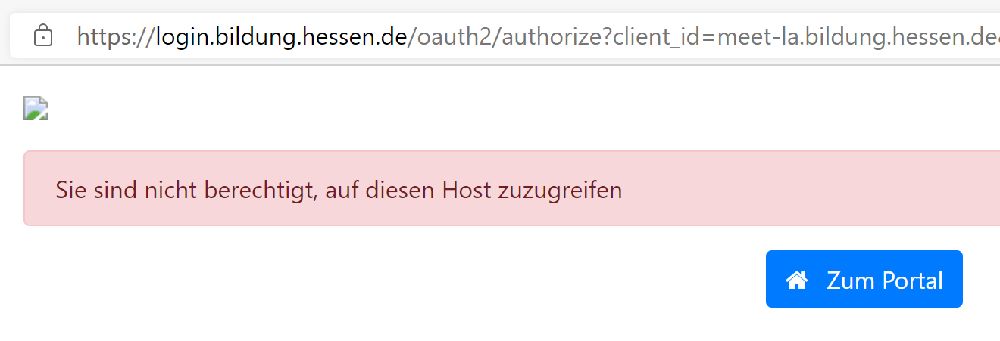 https://login.bildung.hessen.de/oauth2/authorize?client_id=meet-la.bildung.hessen.de
Sie sind nicht berechtigt, auf diesen Host zuzugreifen
Zum Portal